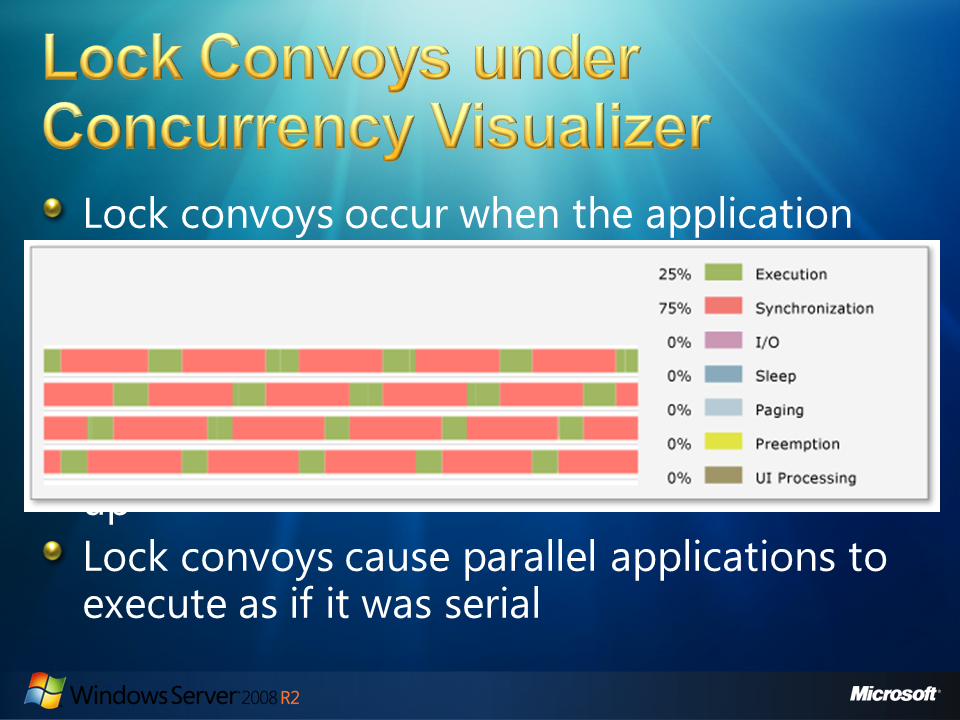 Lock Convoys under
Concurrency Visualizer
Lock convoys occur when the application
25% Execution
75% Synchronization
0% I/O
0% Sleep
0% Paging
0% Preemption
0% UI Processing
up
Lock convoys cause parallel applications to
execute as if it was serial
Windows Server 2008 R2
Microsoft